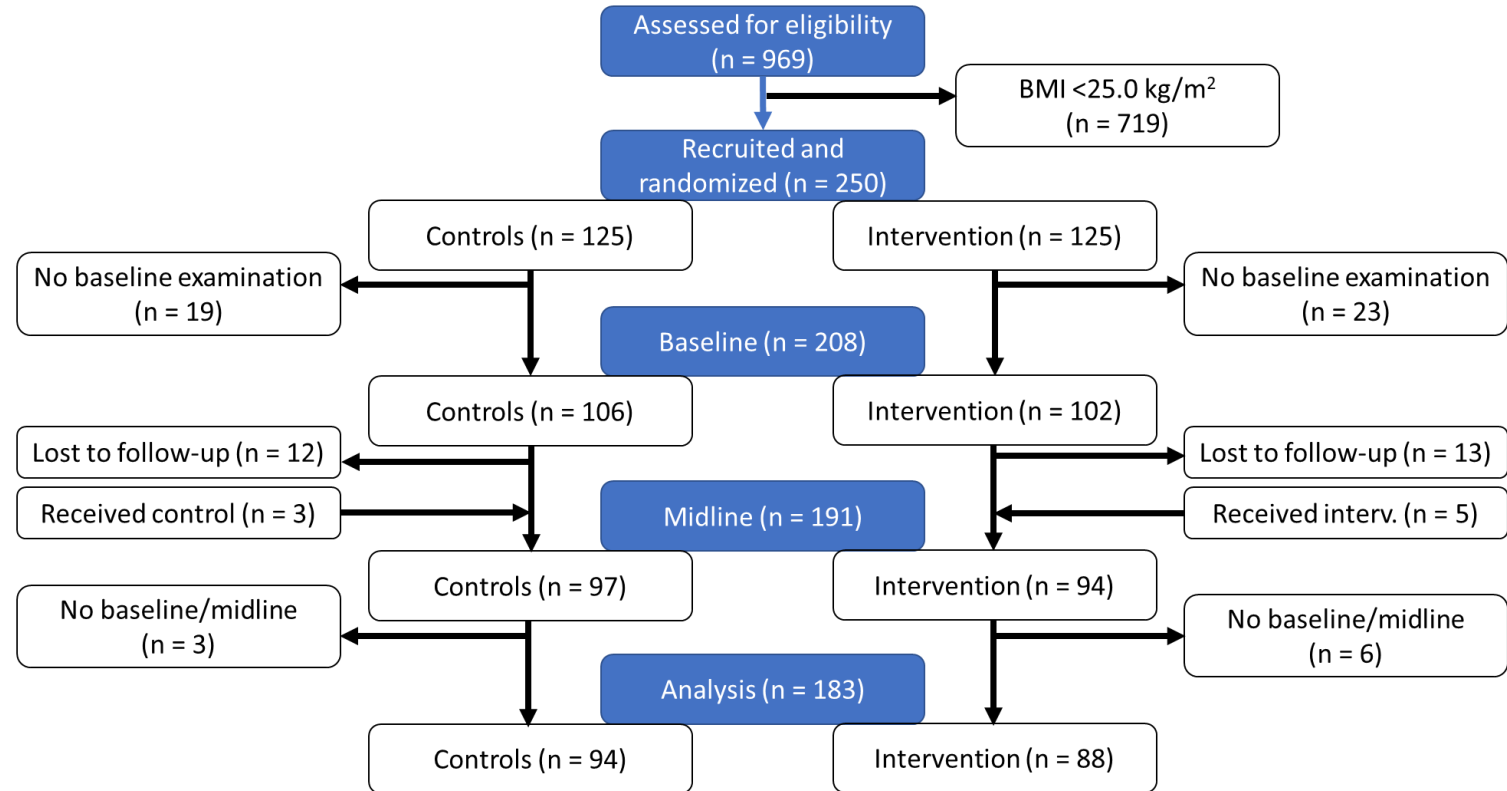 Assessed for eligibility
(n = 969)
BMI <25.0 kg/m²
(n = 719)
Recruited and
randomized (n = 250)
Controls (n = 125)
Intervention (n = 125)
No baseline examination
(n = 19)
No baseline examination
(n = 23)
Baseline (n = 208)
Controls (n = 106)
Intervention (n = 102)
Lost to follow-up (n = 12)
Lost to follow-up (n = 13)
Received control (n = 3)
Midline (n = 191)
Received interv. (n = 5)
Controls (n = 97)
Intervention (n = 94)
No baseline/midline
(n = 3)
No baseline/midline
(n = 6)
Analysis (n = 183)
Controls (n = 94)
Intervention (n = 88)